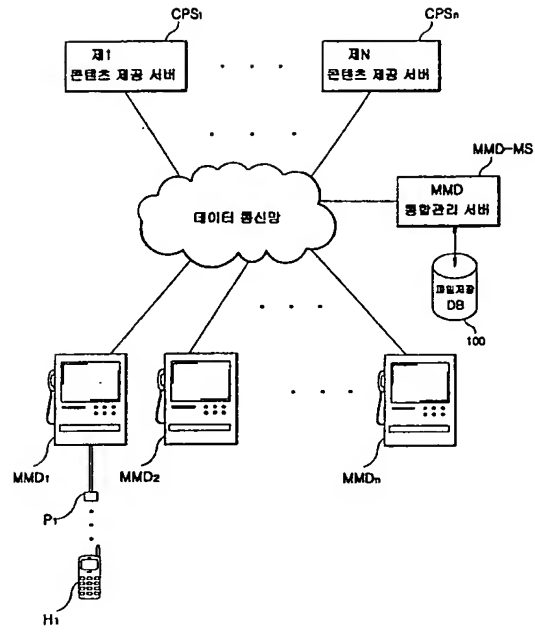 CPS₁
CPSn
제1
콘텐츠 제공 서버
제N
콘텐츠 제공 서버
MMD-MS
MMD
통합관리 서버
데이터 통신망
파일저장
DB
100
MMD₁
MMD₂
MMDn
P₁
H₁